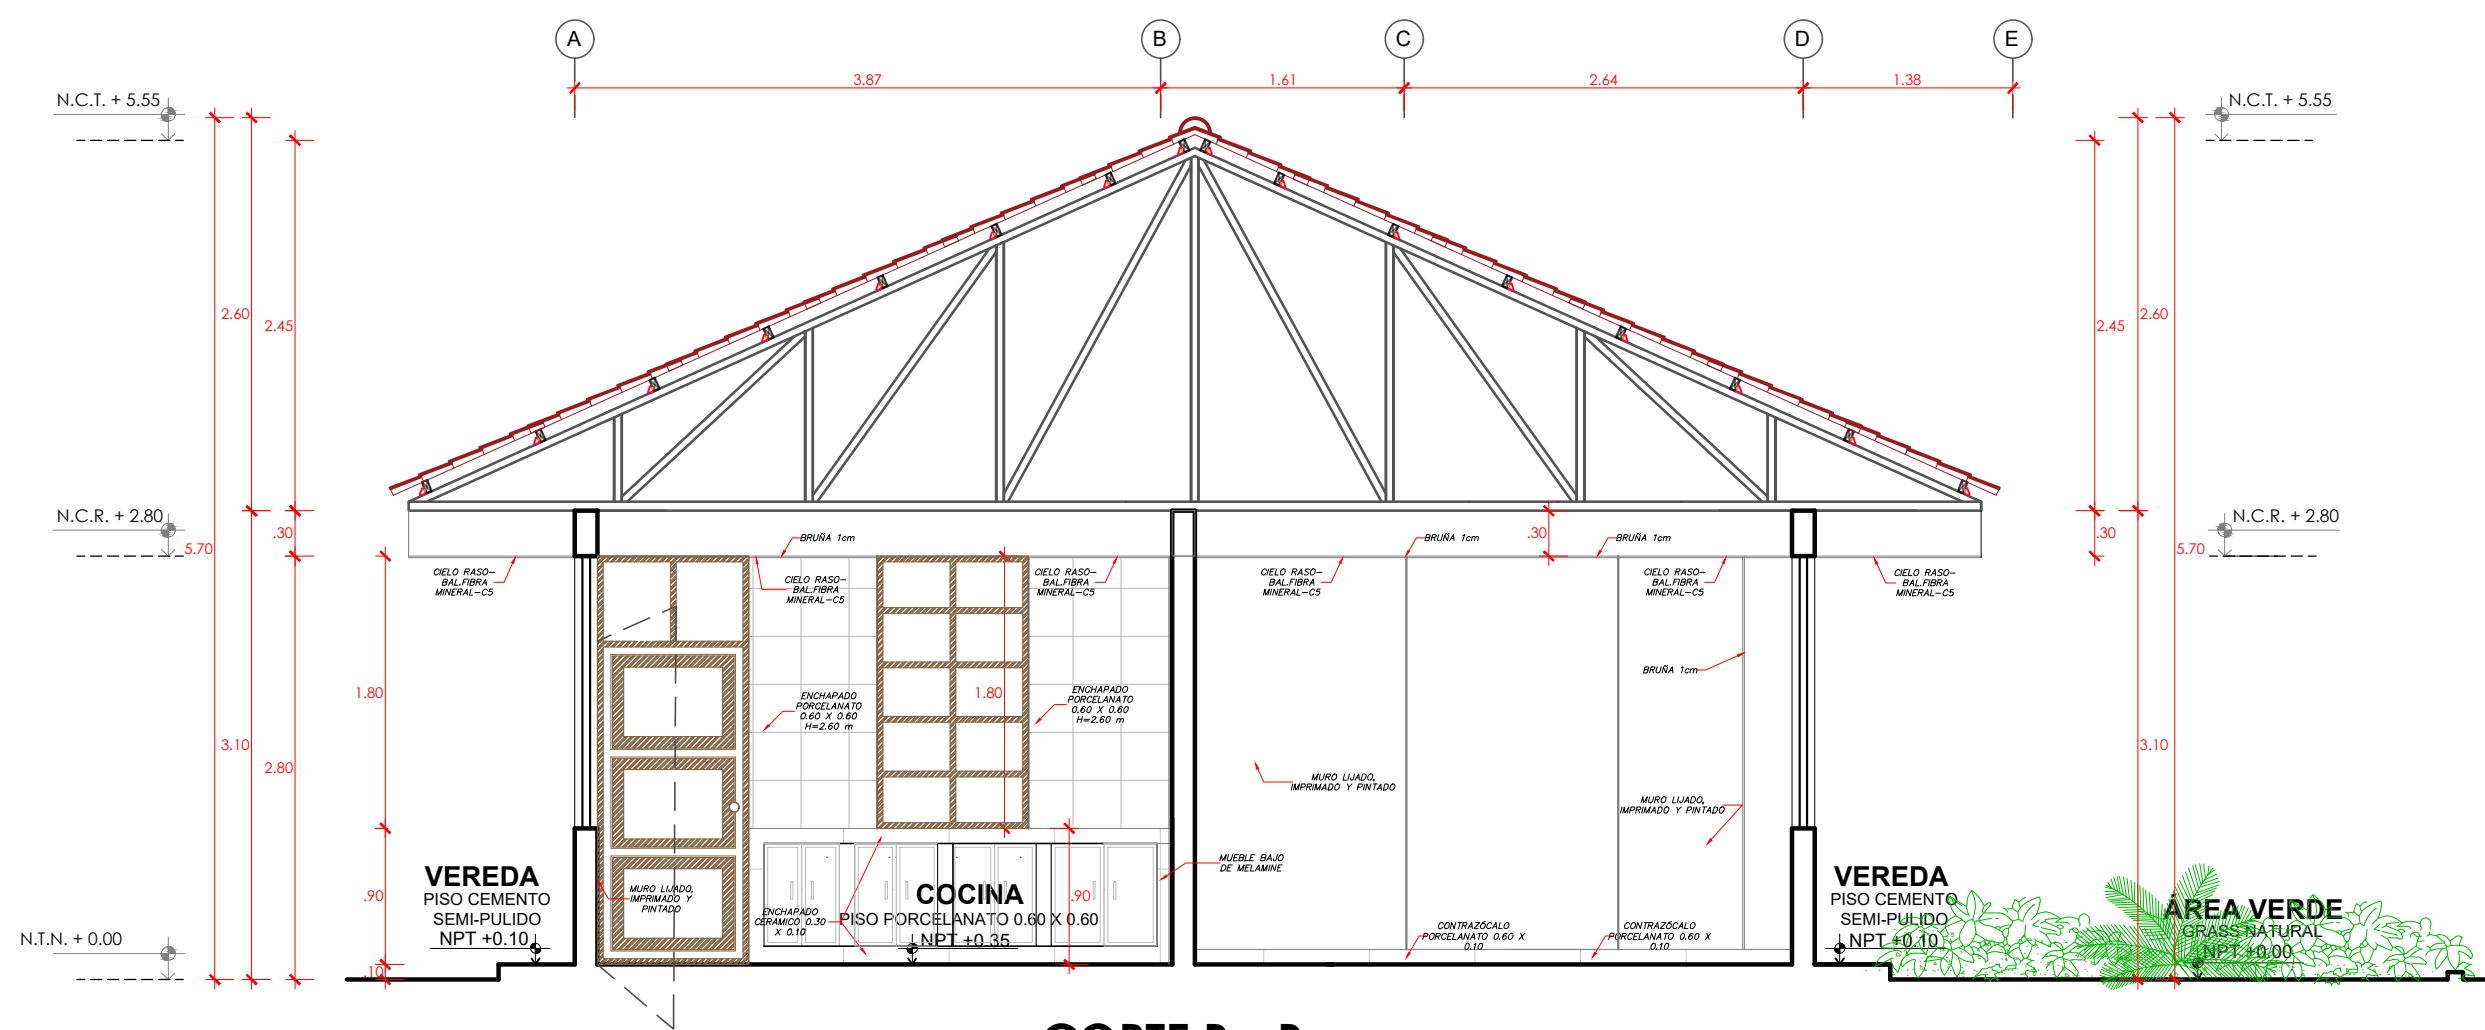 A
B
C
D
E
3.87
1.61
2.64
1.38
N.C.T. + 5.55
N.C.T. + 5.55
2.60
2.45
2.45
2.60
N.C.R. + 2.80
N.C.R. + 2.80
5.70
.30
.30
.30
5.70
BRUÑA 1cm
BRUÑA 1cm
BRUÑA 1cm
CIELO RASO-
BAL.FIBRA
MINERAL-C5
CIELO RASO-
BAL.FIBRA
MINERAL-C5
CIELO RASO-
BAL.FIBRA
MINERAL-C5
CIELO RASO-
BAL.FIBRA
MINERAL-C5
CIELO RASO-
BAL.FIBRA
MINERAL-C5
CIELO RASO-
BAL.FIBRA
MINERAL-C5
BRUÑA 1cm
1.80
1.80
ENCHAPADO
PORCELANATO
0.60 X 0.60
H=2.60 m
ENCHAPADO
PORCELANATO
0.60 X 0.60
H=2.60 m
3.10
2.80
3.10
MURO LIJADO,
IMPRIMADO Y PINTADO
MURO LIJADO,
IMPRIMADO Y PINTADO
MUEBLE BAJO
DE MELAMINE
VEREDA
PISO CEMENTO
SEMI-PULIDO
NPT +0.10
.90
MURO LIJADO,
IMPRIMADO Y
PINTADO
ENCHAPADO
CERAMICO 0.30
X 0.10
COCINA
PISO PORCELANATO 0.60 X 0.60
NPT +0.35
.90
CONTRAZÓCALO
PORCELANATO 0.60 X
0.10
CONTRAZÓCALO
PORCELANATO 0.60 X
0.10
VEREDA
PISO CEMENTO
SEMI-PULIDO
NPT +0.10
ÁREA VERDE
GRASS NATURAL
NPT +0.00
N.T.N. + 0.00
.10